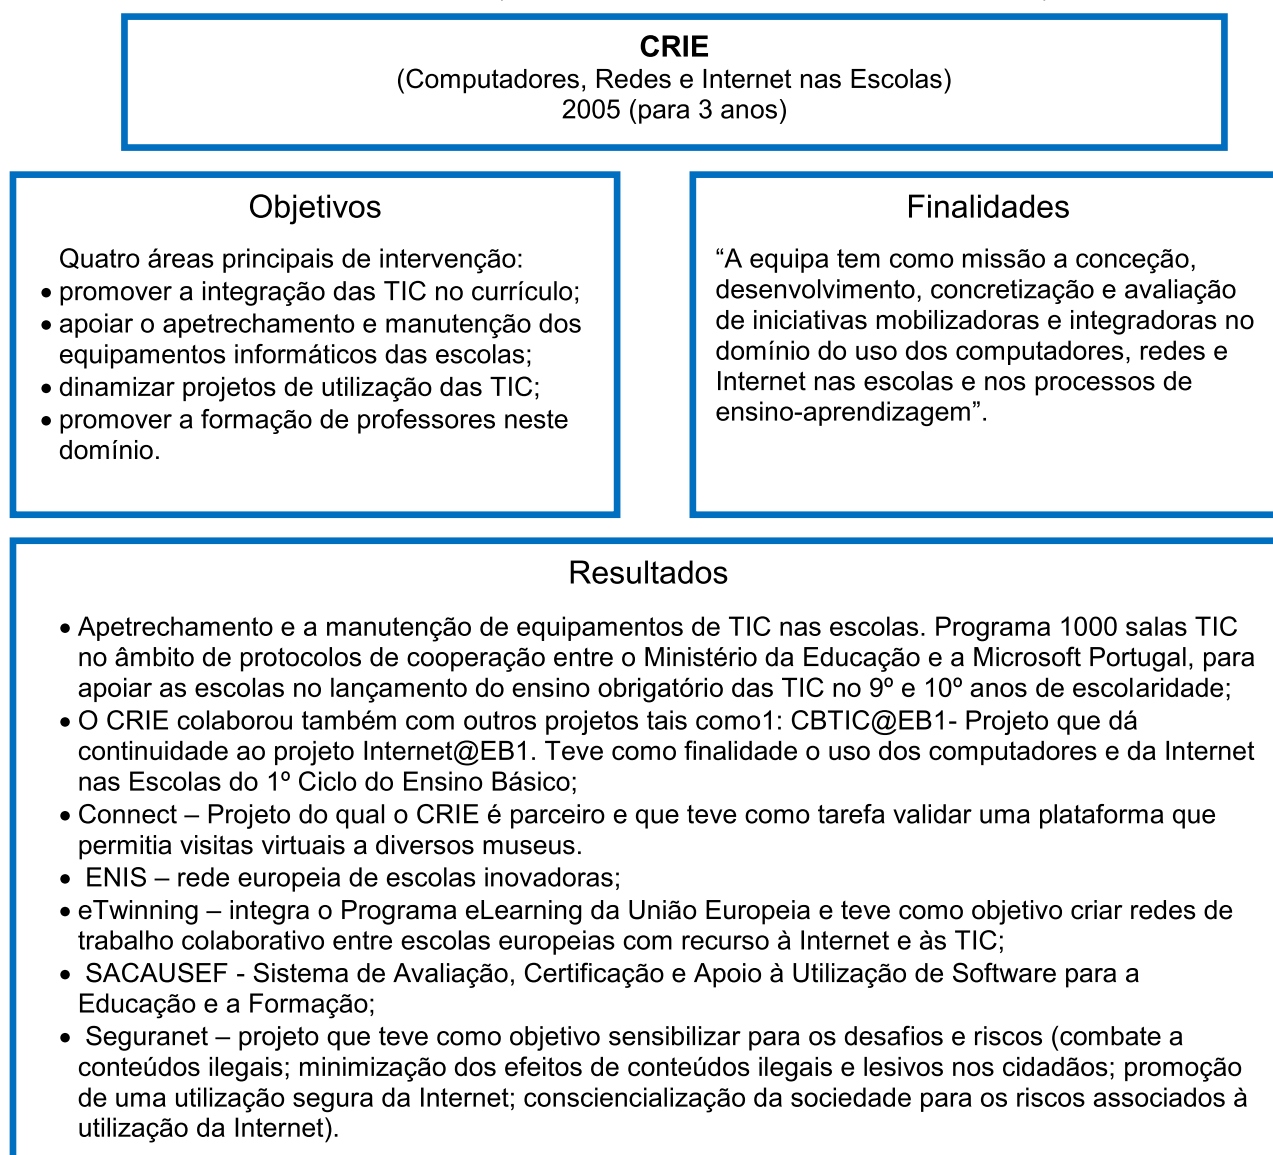 CRIE
(Computadores, Redes e Internet nas Escolas)
2005 (para 3 anos)
Objetivos
Quatro áreas principais de intervenção:
• promover a integração das TIC no currículo;
• apoiar o apetrechamento e manutenção dos
equipamentos informáticos das escolas;
• dinamizar projetos de utilização das TIC;
• promover a formação de professores neste
domínio.
Finalidades
“A equipa tem como missão a conceção,
desenvolvimento, concretização e avaliação
de iniciativas mobilizadoras e integradoras no
domínio do uso dos computadores, redes e
Internet nas escolas e nos processos de
ensino-aprendizagem”.
Resultados
• Apetrechamento e a manutenção de equipamentos de TIC nas escolas. Programa 1000 salas TIC
no âmbito de protocolos de cooperação entre o Ministério da Educação e a Microsoft Portugal, para
apoiar as escolas no lançamento do ensino obrigatório das TIC no 9º e 10º anos de escolaridade;
• O CRIE colaborou também com outros projetos tais como1: CBTIC@EB1- Projeto que dá
continuidade ao projeto Internet@EB1. Teve como finalidade o uso dos computadores e da Internet
nas Escolas do 1º Ciclo do Ensino Básico;
• Connect – Projeto do qual o CRIE é parceiro e que teve como tarefa validar uma plataforma que
permitia visitas virtuais a diversos museus.
• ENIS – rede europeia de escolas inovadoras;
• eTwinning – integra o Programa eLearning da União Europeia e teve como objetivo criar redes de
trabalho colaborativo entre escolas europeias com recurso à Internet e às TIC;
• SACAUSEF - Sistema de Avaliação, Certificação e Apoio à Utilização de Software para a
Educação e a Formação;
• Seguranet – projeto que teve como objetivo sensibilizar para os desafios e riscos (combate a
conteúdos ilegais; minimização dos efeitos de conteúdos ilegais e lesivos nos cidadãos; promoção
de uma utilização segura da Internet; consciencialização da sociedade para os riscos associados à
utilização da Internet).